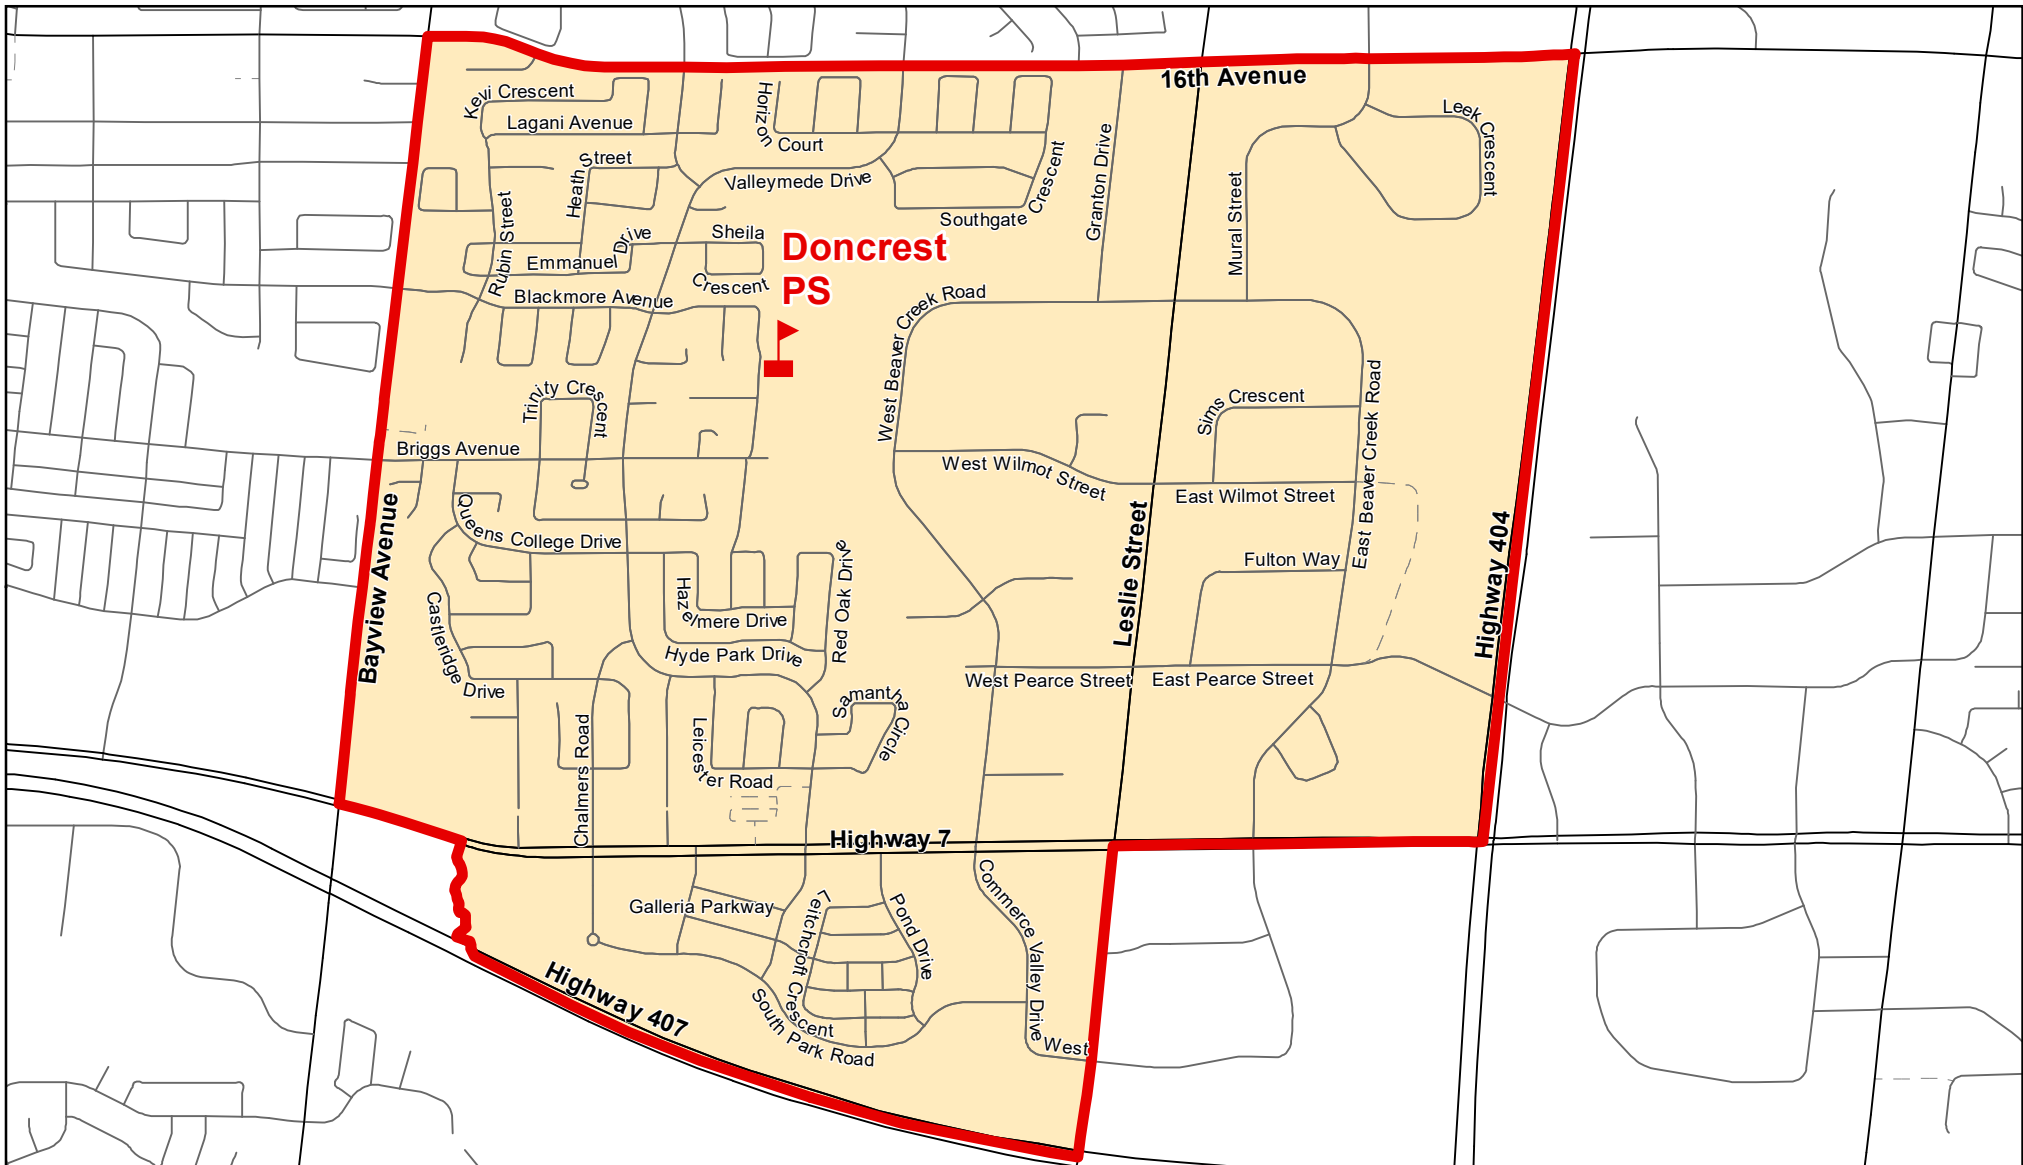 16th Avenue
Kevi Crescent
Lagani Avenue
Horizon Court
Leek Crescent
Heath Street
Valleymede Drive
Southgate Crescent
Granton Drive
Mural Street
Rubin Street
Emmanuel Drive
Sheila Crescent
Doncrest
PS
Blackmore Avenue
West Beaver Creek Road
Trinity Crescent
Sims Crescent
East Beaver Creek Road
Briggs Avenue
West Wilmot Street
East Wilmot Street
Bayview Avenue
Queens College Drive
Leslie Street
Highway 404
Fulton Way
Castleridge Drive
Hazelmere Drive
Red Oak Drive
Hyde Park Drive
West Pearce Street
East Pearce Street
Samantha Circle
Chalmers Road
Leicester Road
Highway 7
Galleria Parkway
Leitchcroft Crescent
Pond Drive
Commerce Valley Drive West
South Park Road
Highway 407